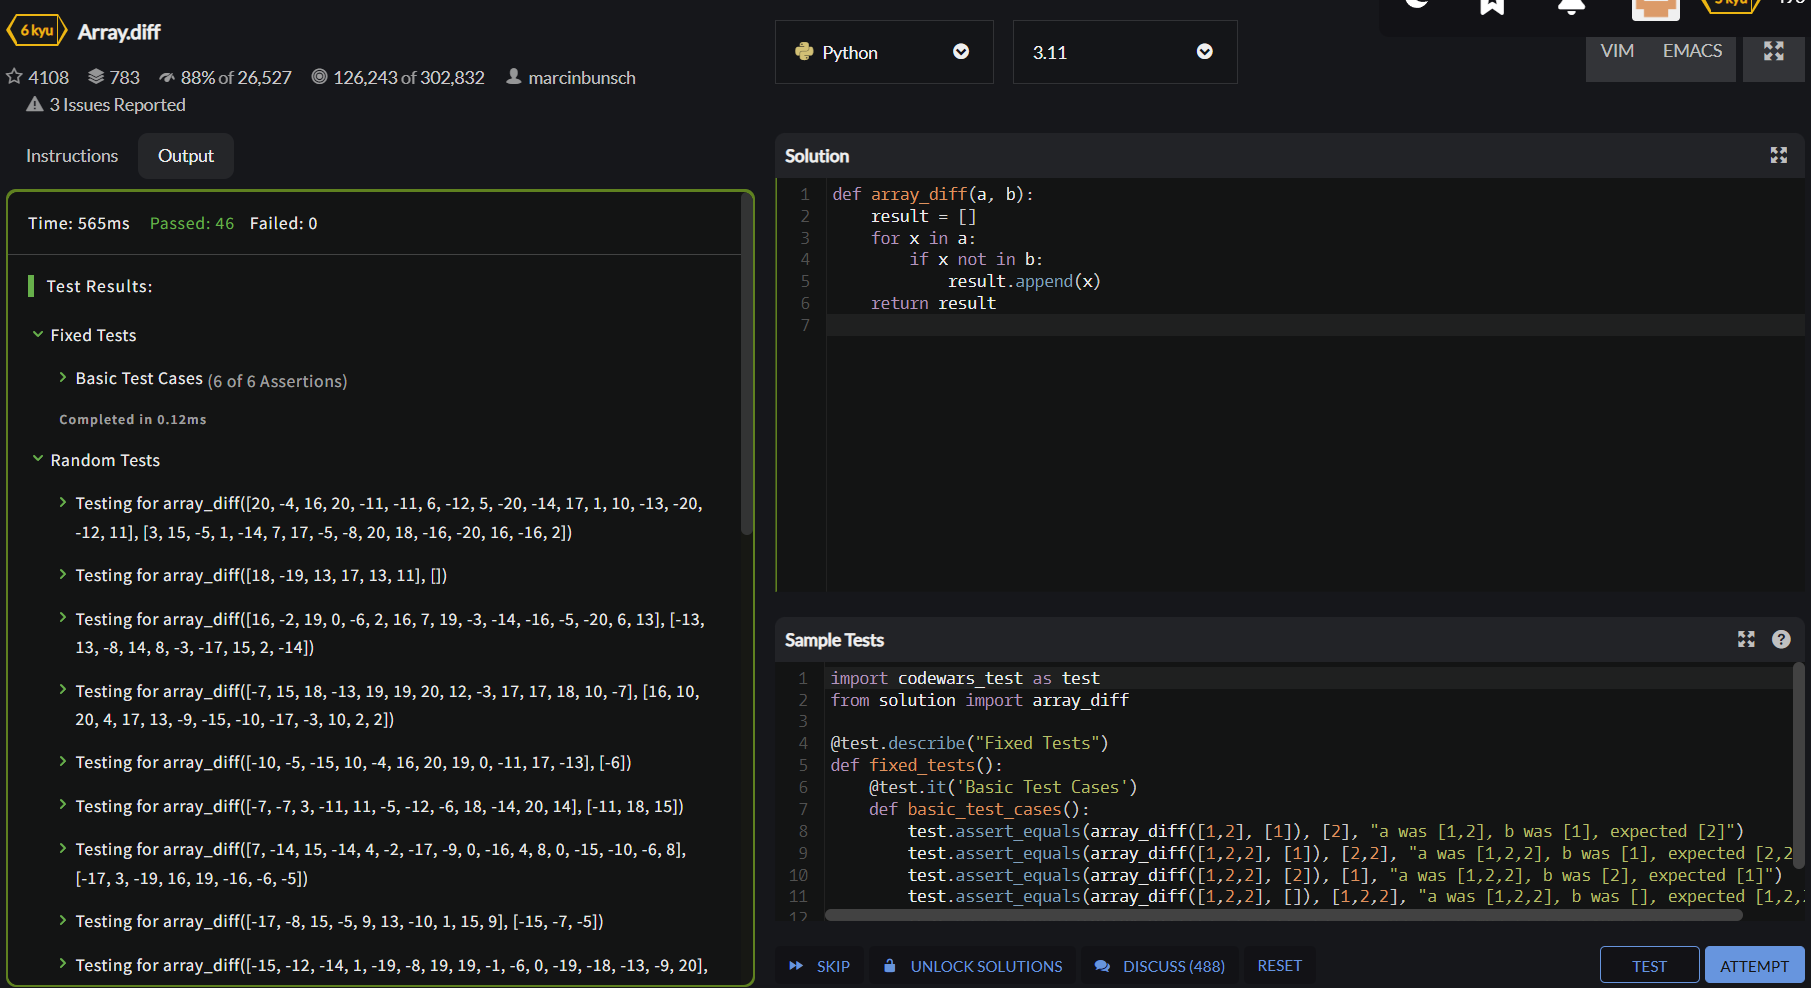 6 kyu Array.diff
4108 783 88% of 26,527 126,243 of 302,832 marcinbunsch
3 Issues Reported
Instructions Output
Time: 565ms Passed: 46 Failed: 0
Test Results:
Fixed Tests
Basic Test Cases (6 of 6 Assertions)
Completed in 0.12ms
Random Tests
Testing for array_diff([20, -4, 16, 20, -11, -11, 6, -12, 5, -20, -14, 17, 1, 10, -13, -20,
-12, 11], [3, 15, -5, 1, -14, 7, 17, -5, -8, 20, 18, -16, -20, 16, -16, 2])
Testing for array_diff([18, -19, 13, 17, 13, 11], [])
Testing for array_diff([16, -2, 19, 0, -6, 2, 16, 7, 19, -3, -14, -16, -5, -20, 6, 13], [-13,
13, -8, 14, 8, -3, -17, 15, 2, -14])
Testing for array_diff([-7, 15, 18, -13, 19, 19, 20, 12, -3, 17, 17, 18, 10, -7], [16, 10,
20, 4, 17, 13, -9, -15, -10, -17, -3, 10, 2, 2])
Testing for array_diff([-10, -5, -15, 10, -4, 16, 20, 19, 0, -11, 17, -13], [-6])
Testing for array_diff([-7, -7, 3, -11, 11, -5, -12, -6, 18, -14, 20, 14], [-11, 18, 15])
Testing for array_diff([7, -14, 15, -14, 4, -2, -17, -9, 0, -16, 4, 8, 0, -15, -10, -6, 8],
[-17, 3, -19, 16, 19, -16, -6, -5])
Testing for array_diff([-17, -8, 15, -5, 9, 13, -10, 1, 15, 9], [-15, -7, -5])
Testing for array_diff([-15, -12, -14, 1, -19, -8, 19, 19, -1, -6, 0, -19, -18, -13, -9, 20],
Python 3.11
VIM EMACS
Solution
1 def array_diff(a, b):
2     result = []
3     for x in a:
4         if x not in b:
5             result.append(x)
6     return result
7
Sample Tests
1 import codewars_test as test
2 from solution import array_diff
3
4 @test.describe("Fixed Tests")
5 def fixed_tests():
6     @test.it('Basic Test Cases')
7     def basic_test_cases():
8         test.assert_equals(array_diff([1,2], [1]), [2], "a was [1,2], b was [1], expected [2]")
9         test.assert_equals(array_diff([1,2,2], [1]), [2,2], "a was [1,2,2], b was [1], expected [2,2
10         test.assert_equals(array_diff([1,2,2], [2]), [1], "a was [1,2,2], b was [2], expected [1]")
11         test.assert_equals(array_diff([1,2,2], []), [1,2,2], "a was [1,2,2], b was [], expected [1,2,
12
SKIP UNLOCK SOLUTIONS DISCUSS (488) RESET TEST ATTEMPT